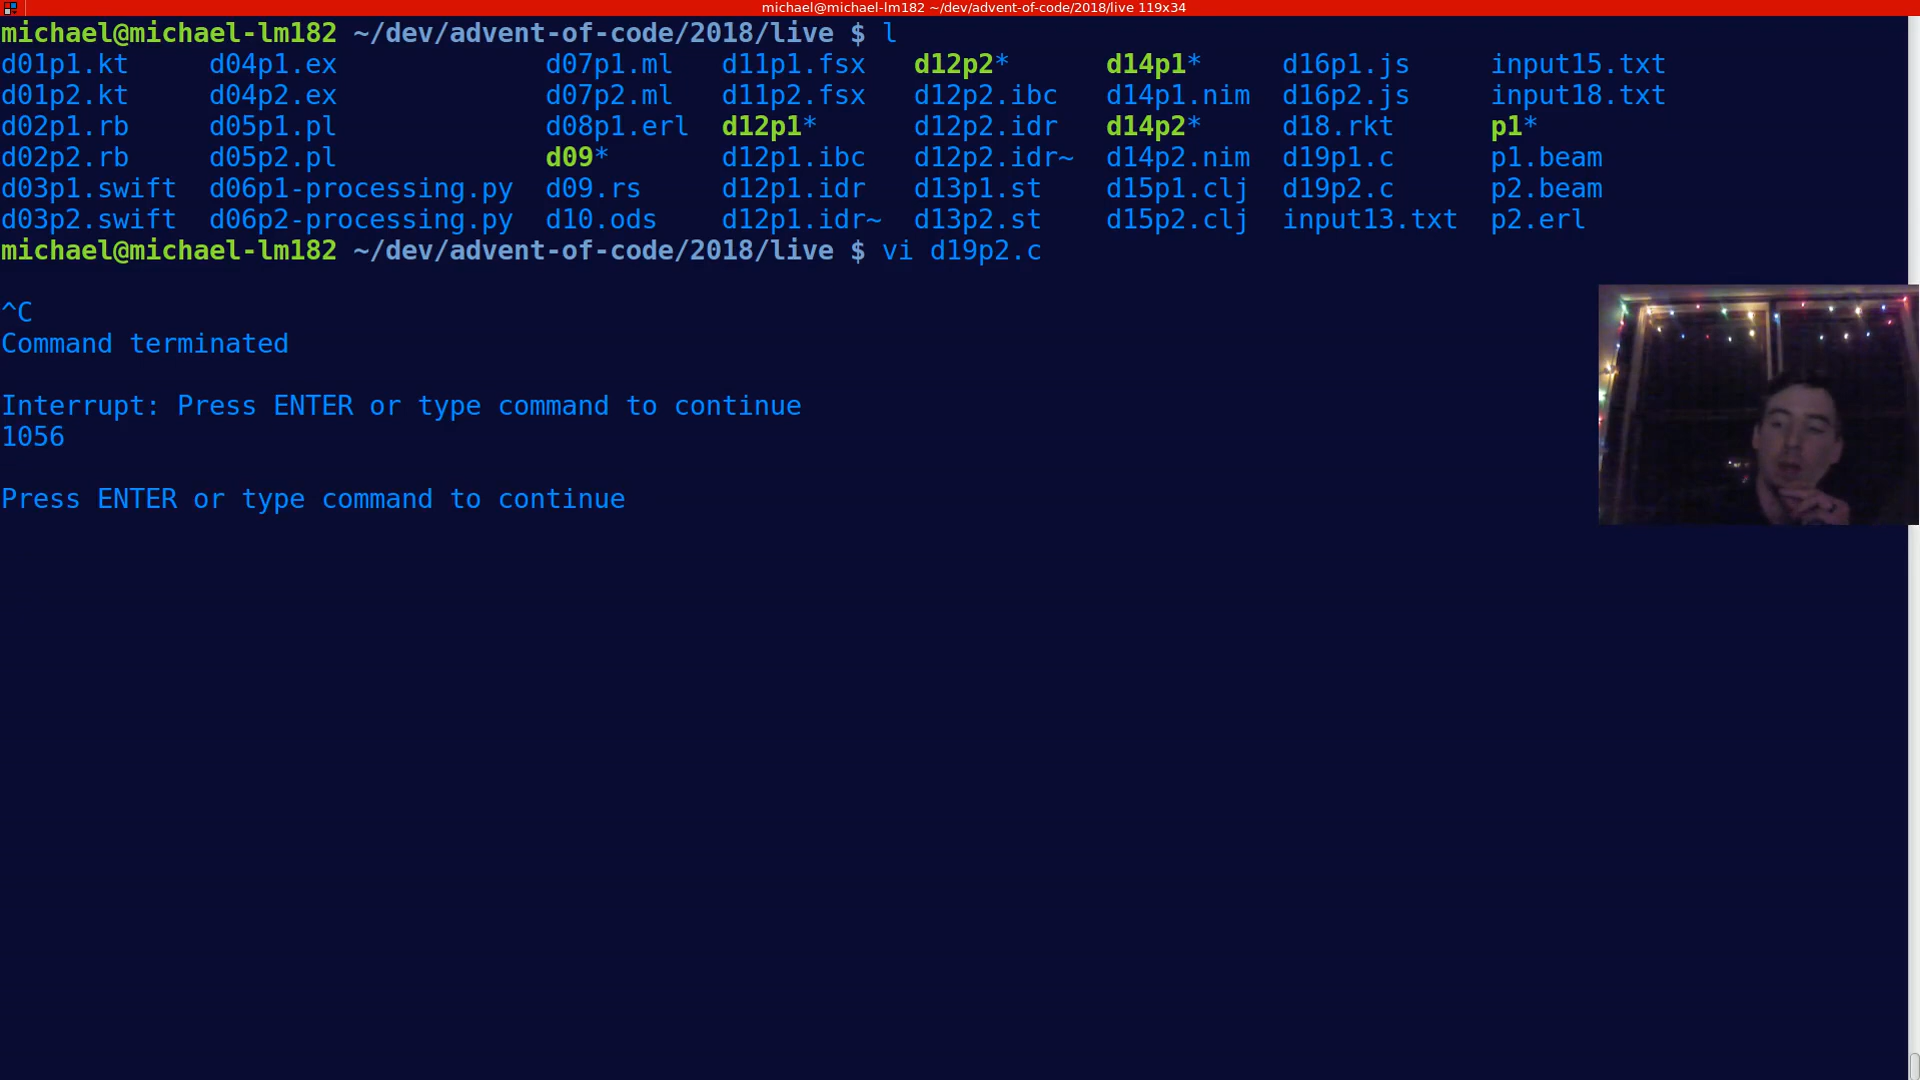 michael@michael-lm182 ~/dev/advent-of-code/2018/live 119x34
michael@michael-lm182 ~/dev/advent-of-code/2018/live $ l
d01p1.kt d04p1.ex d07p1.ml d11p1.fsx d12p2* d14p1* d16p1.js input15.txt
d01p2.kt d04p2.ex d07p2.ml d11p2.fsx d12p2.ibc d14p1.nim d16p2.js input18.txt
d02p1.rb d05p1.pl d08p1.erl d12p1* d12p2.idr d14p2* d18.rkt p1*
d02p2.rb d05p2.pl d09* d12p1.ibc d12p2.idr~ d14p2.nim d19p1.c p1.beam
d03p1.swift d06p1-processing.py d09.rs d12p1.idr d13p1.st d15p1.clj d19p2.c p2.beam
d03p2.swift d06p2-processing.py d10.ods d12p1.idr~ d13p2.st d15p2.clj input13.txt p2.erl
michael@michael-lm182 ~/dev/advent-of-code/2018/live $ vi d19p2.c
^C
Command terminated
Interrupt: Press ENTER or type command to continue
1056
Press ENTER or type command to continue